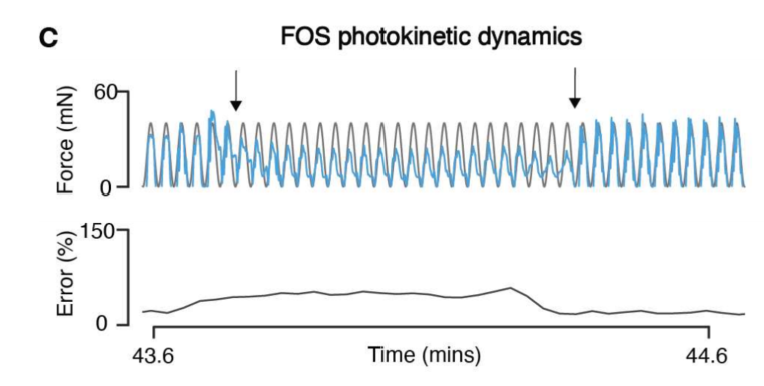 C
FOS photokinetic dynamics
Force (mN)
60
0
Error (%)
150
0
43.6
Time (mins)
44.6